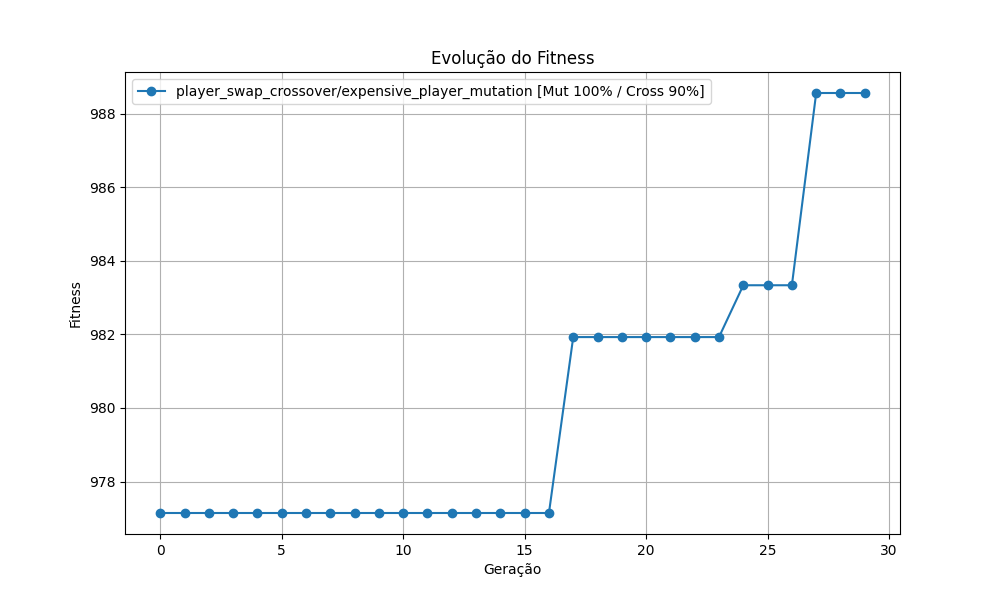 Evolução do Fitness
player_swap_crossover/expensive_player_mutation [Mut 100% / Cross 90%]
988
986
984
982
980
978
Fitness
0 5 10 15 20 25 30
Geração